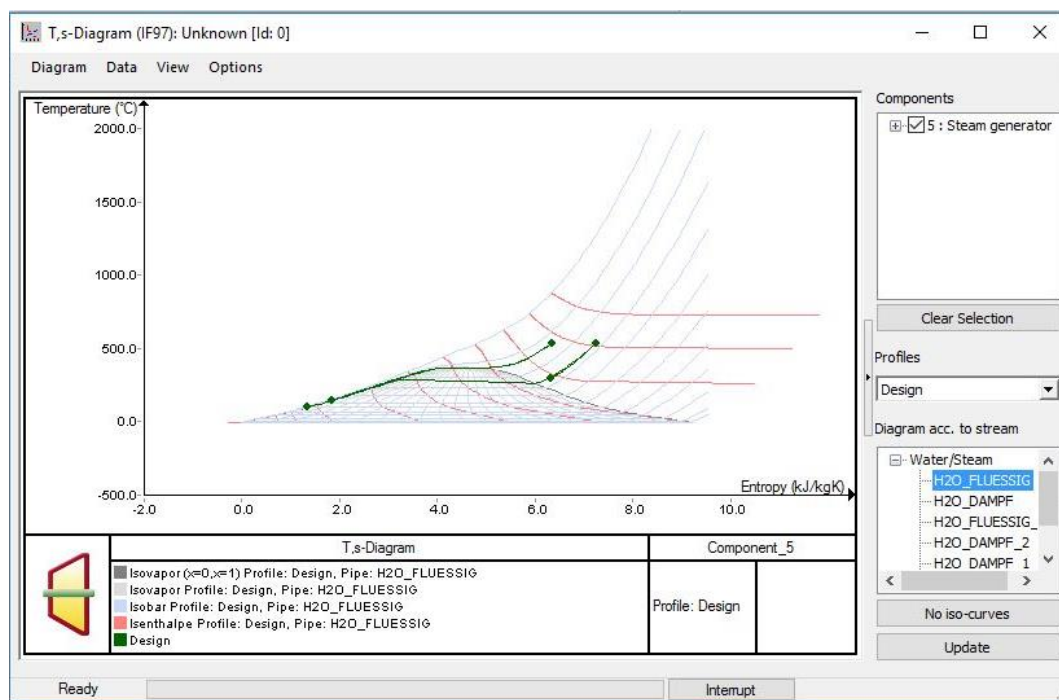 T,s-Diagram (IF97): Unknown [Id: 0]
Diagram Data View Options
Temperature (°C)
2000.0
1500.0
1000.0
500.0
0.0
-500.0
Entropy (kJ/kgK)
-2.0 0.0 2.0 4.0 6.0 8.0 10.0
T,s-Diagram
Component_5
Isovapor (x=0,x=1) Profile: Design, Pipe: H2O_FLUESSIG
Isovapor Profile: Design, Pipe: H2O_FLUESSIG
Isobar Profile: Design, Pipe: H2O_FLUESSIG
Isenthalpe Profile: Design, Pipe: H2O_FLUESSIG
Design
Profile: Design
Components
5 : Steam generator
Clear Selection
Profiles
Design
Diagram acc. to stream
Water/Steam
H2O_FLUESSIG
H2O_DAMPF
H2O_FLUESSIG_
H2O_DAMPF_2
H2O_DAMPF_1
No iso-curves
Update
Ready
Interrupt